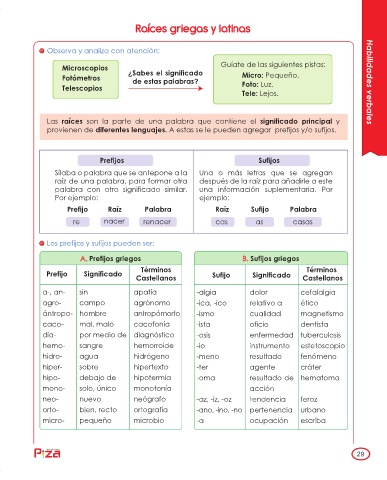 Raíces griegas y latinas
Observa y analiza con atención:
Microscopios
Fotómetros
Telescopios
¿Sabes el significado
de estas palabras?
Guíate de las siguientes pistas:
Micro: Pequeño.
Foto: Luz.
Tele: Lejos.
Habilidades verbales
Las raíces son la parte de una palabra que contiene el significado principal y
provienen de diferentes lenguajes. A estas se le pueden agregar prefijos y/o sufijos.
Prefijos
Sílaba o palabra que se antepone a la
raíz de una palabra, para formar otra
palabra con otro significado similar.
Por ejemplo:
Prefijo Raíz Palabra
re nacer renacer
Sufijos
Una o más letras que se agregan
después de la raíz para añadirle a este
una información suplementaria. Por
ejemplo:
Raíz Sufijo Palabra
cas as casas
Los prefijos y sufijos pueden ser:
A. Prefijos griegos
Prefijo Significado Términos Castellanos
a-, an- sin apatía
agro- campo agrónomo
ántropo- hombre antropómorfo
caco- mal, malo cacofonía
dia- por medio de diagnóstico
hemo- sangre hemorroide
hidro- agua hidrógeno
hiper- sobre hipertexto
hipo- debajo de hipotermia
mono- solo, único monotonía
neo- nuevo neógrafo
orto- bien, recto ortografía
micro- pequeño microbio
B. Sufijos griegos
Sufijo Significado Términos Castellanos
-algia dolor cefalalgia
-ica, -ico relativo a ético
-ismo cualidad magnetismo
-ista oficio dentista
-osis enfermedad tuberculosis
-io instrumento estetoscopio
-meno resultado fenómeno
-ter agente cráter
-oma resultado de hematoma
acción
-az, -iz, -oz tendencia feroz
-ano, -ino, -no pertenencia urbano
-a ocupación escriba
Pizá
29